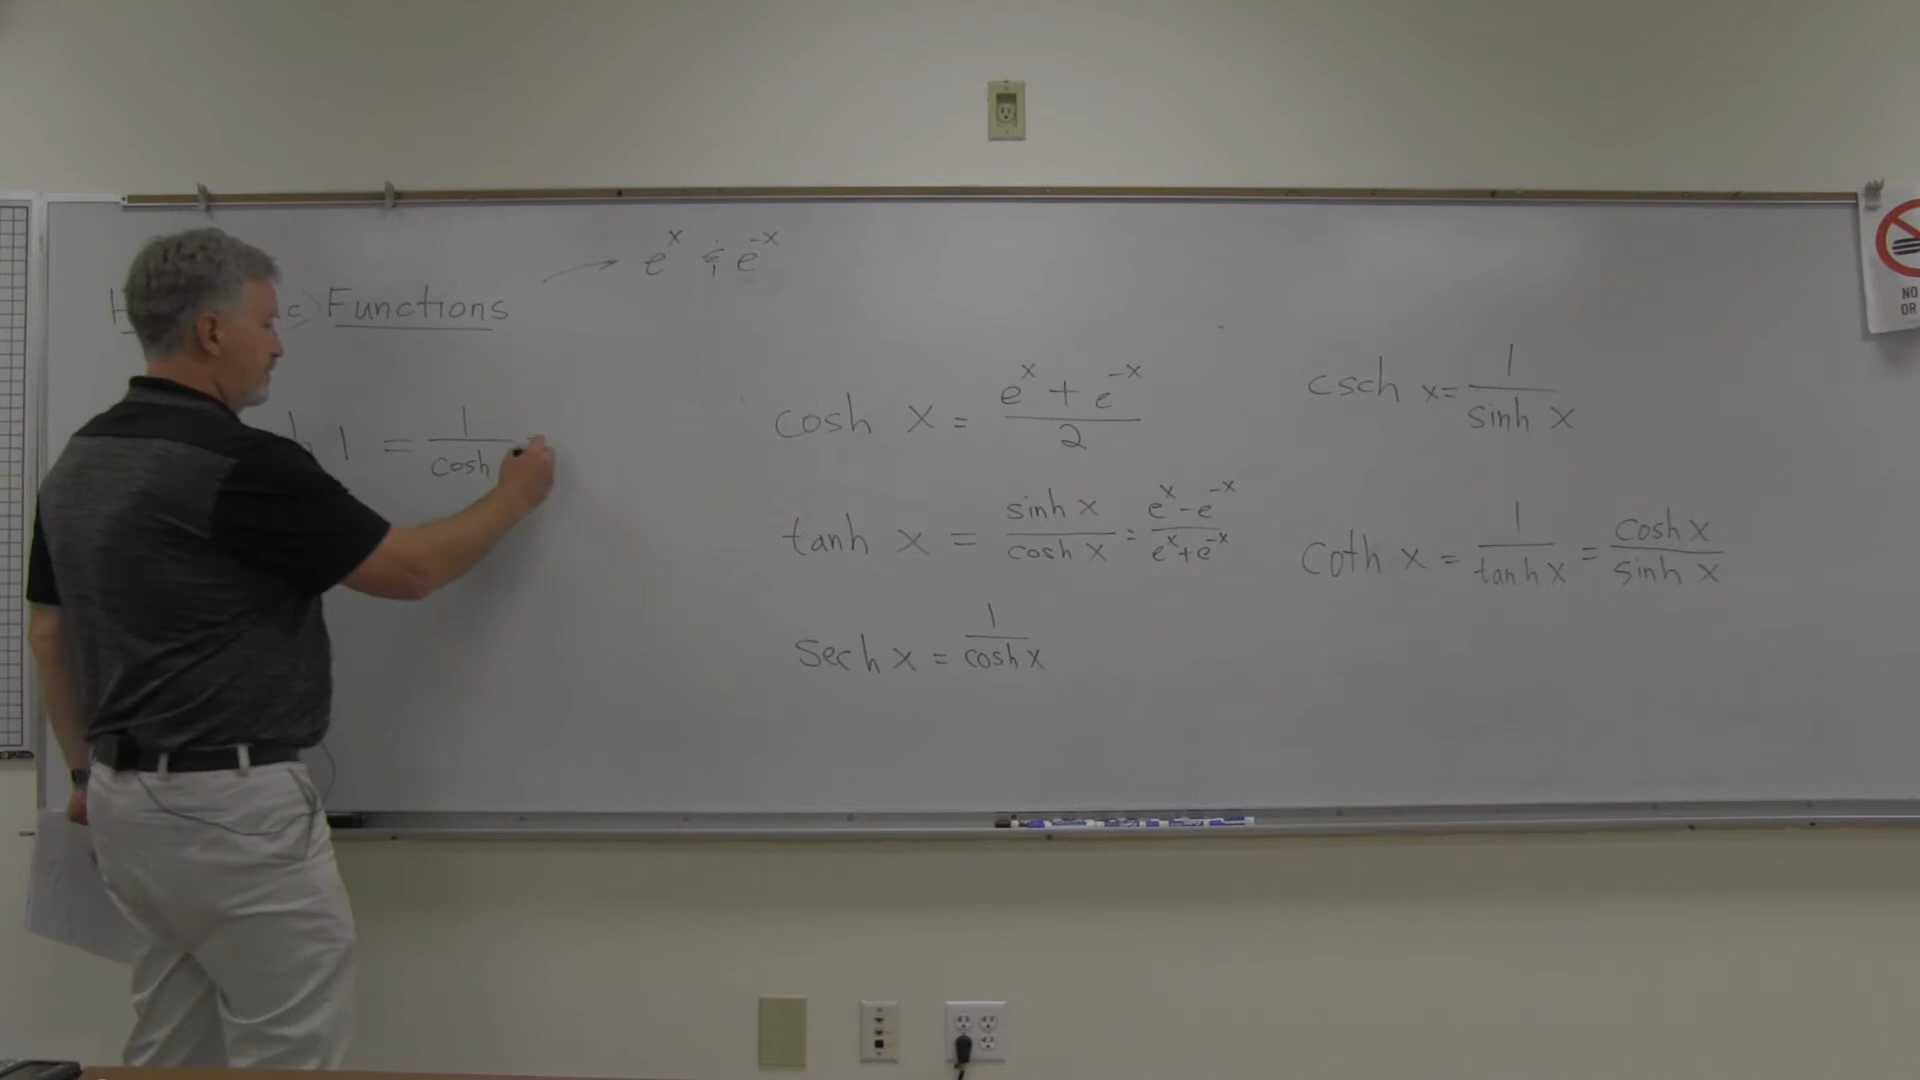 e^x & e^-x
Functions
1 = 1/cosh
cosh x = (e^x + e^-x)/2
tanh x = sinh x/cosh x = (e^x - e^-x)/(e^x + e^-x)
sech x = 1/cosh x
csch x = 1/sinh x
coth x = 1/tanh x = cosh x/sinh x
NO
OR